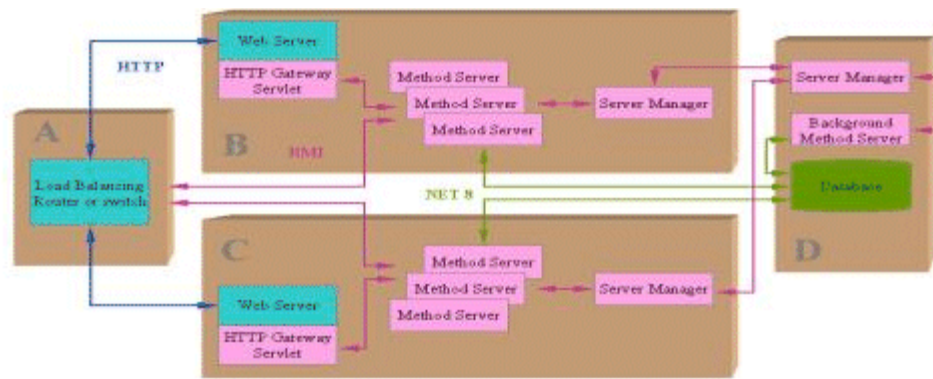 A
Load Balancing
Router or switch
HTTP
B
Web Server
HTTP Gateway
Servlet
Method Server
Method Server
Method Server
Server Manager
RMI
NET 8
C
Web Server
HTTP Gateway
Servlet
Method Server
Method Server
Method Server
Server Manager
D
Server Manager
Background
Method Server
Database